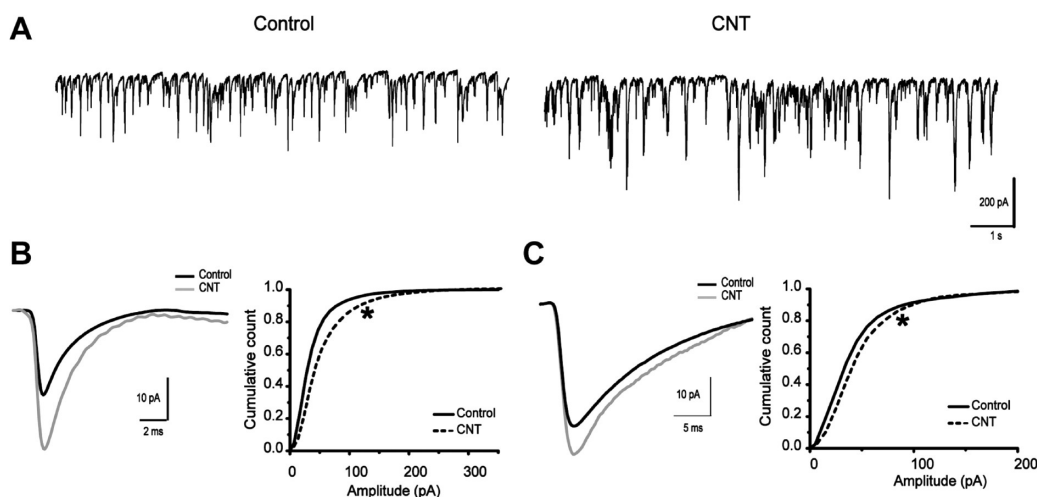 A
Control
CNT
200 pA
1 s
B
Control
CNT
10 pA
2 ms
Cumulative count
1.0
0.8
0.6
0.4
0.2
0.0
*
Control
CNT
0
100
200
300
Amplitude (pA)
C
Control
CNT
10 pA
5 ms
Cumulative count
1.0
0.8
0.6
0.4
0.2
0.0
*
Control
CNT
0
100
200
Amplitude (pA)